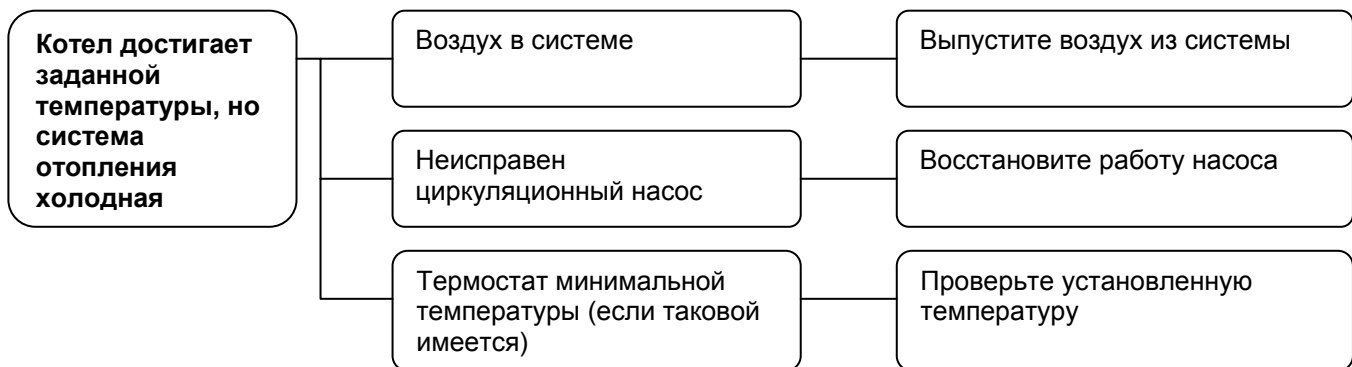 Котел достигает
заданной
температуры, но
система
отопления
холодная
Воздух в системе
Выпустите воздух из системы
Неисправен
циркуляционный насос
Восстановите работу насоса
Термостат минимальной
температуры (если таковой
имеется)
Проверьте установленную
температуру